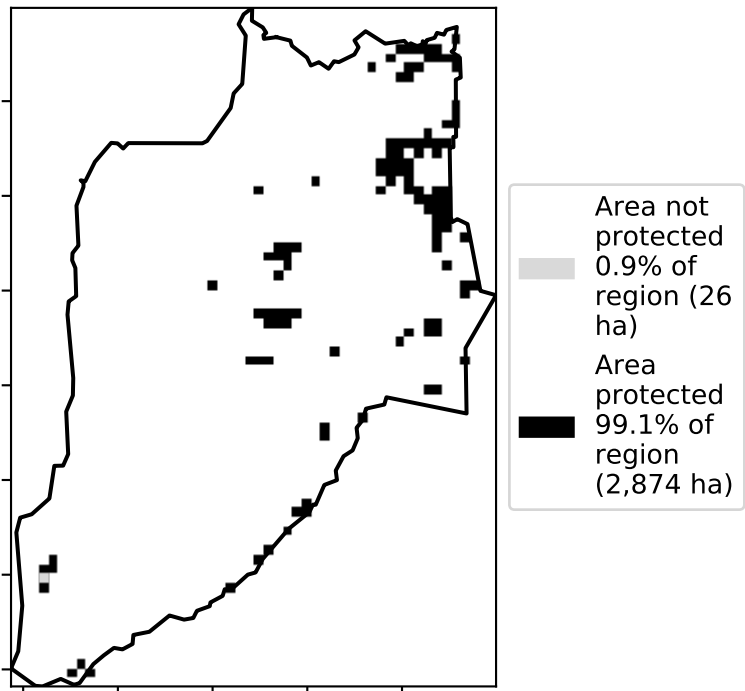 Area not
protected
0.9% of
region (26
ha)
Area
protected
99.1% of
region
(2,874 ha)